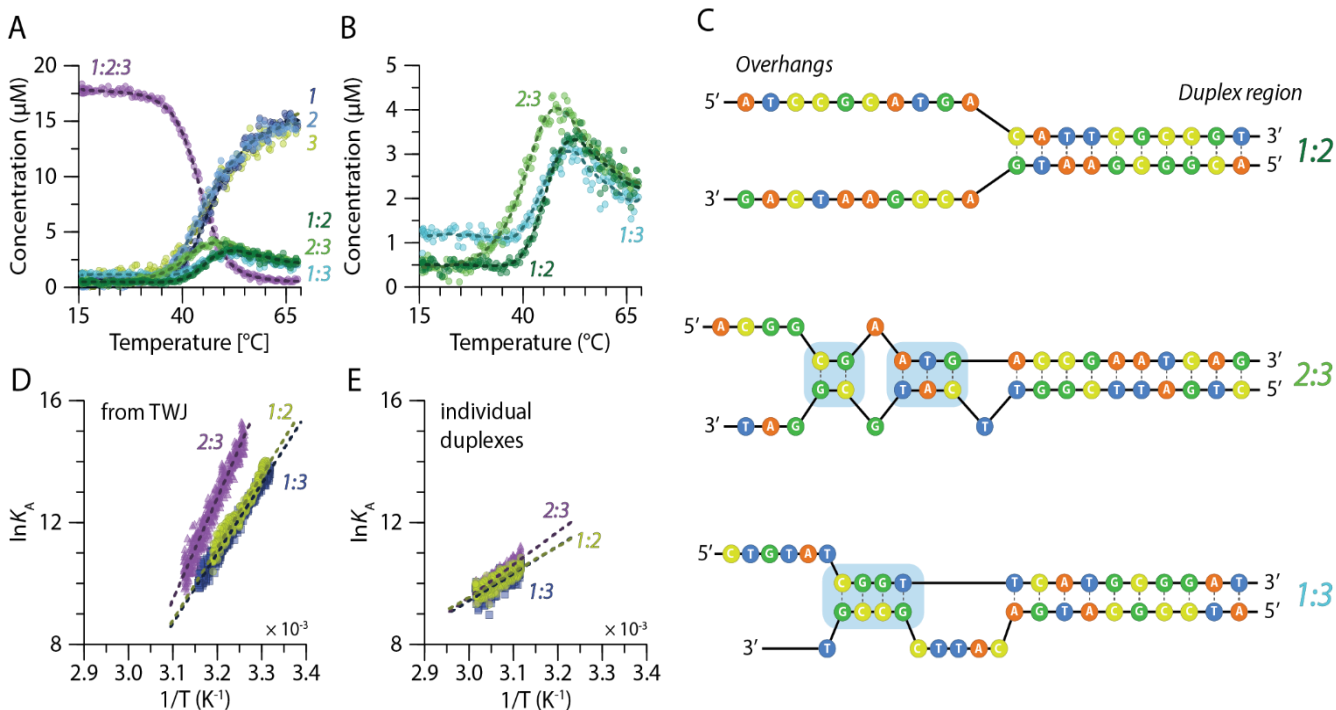 A
20
15
10
5
0
Concentration (µM)
1:2:3
1
2
3
1:2
2:3
1:3
15
40
65
Temperature [°C]
B
5
4
3
2
1
0
Concentration (µM)
2:3
1:3
1:2
15
40
65
Temperature (°C)
C
Overhangs
Duplex region
5′ A T C C G C A T G A
C A T T C G C C G T 3′
1:2
G T A A G C G G C A 5′
3′ G A C T A A G C C A
5′ A C G G A
C G A T G A C C G A A T C A G 3′
2:3
G C T A C T G G C T T A G T C 5′
3′ T A G G T
5′ C T G T A T
C G G T T C A T G C G G A T 3′
1:3
G C C G A G T A C G C C T A 5′
3′ T C T T A C
D
16
12
8
lnKA
from TWJ
2:3
1:2
1:3
× 10⁻³
2.9
3.0
3.1
3.2
3.3
3.4
1/T (K⁻¹)
E
16
12
8
lnKA
individual
duplexes
2:3
1:2
1:3
× 10⁻³
2.9
3.0
3.1
3.2
3.3
3.4
1/T (K⁻¹)